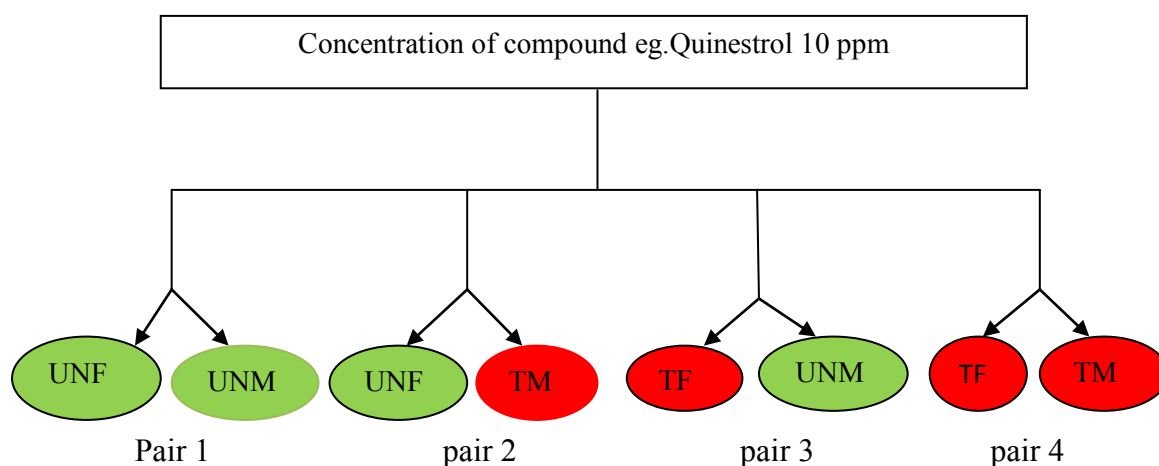 Concentration of compound eg.Quinestrol 10 ppm
UNF UNM UNF TM TF UNM TF TM
Pair 1 pair 2 pair 3 pair 4